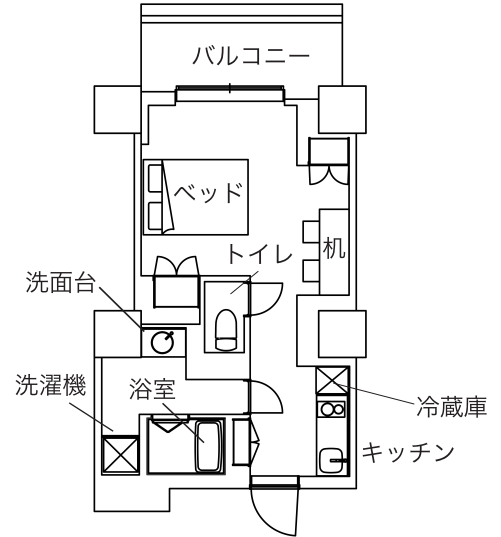 バルコニー
ベッド
机
トイレ
洗面台
洗濯機
浴室
冷蔵庫
キッチン